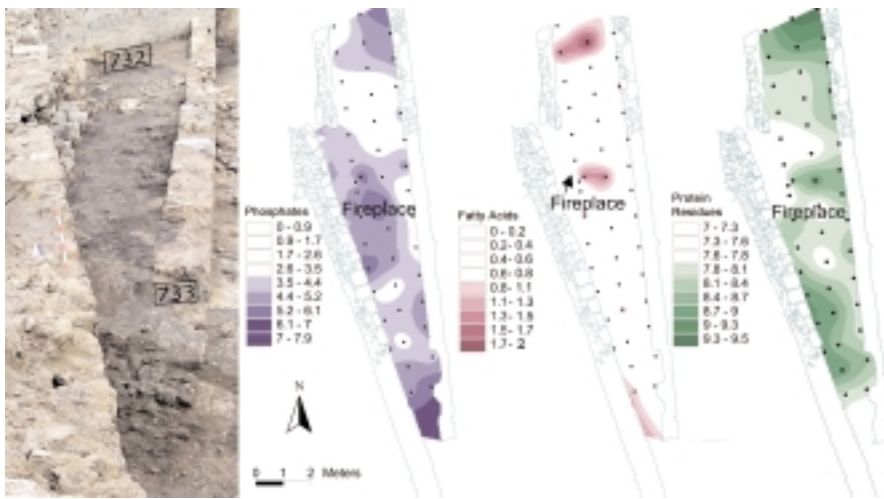 732
733
Phosphates
0 - 0.9
0.9 - 1.7
1.7 - 2.6
2.6 - 3.5
3.5 - 4.4
4.4 - 5.2
5.2 - 6.1
6.1 - 7
7 - 7.9
Fireplace
N
0 1 2 Meters
Fatty Acids
0 - 0.2
0.2 - 0.4
0.4 - 0.6
0.6 - 0.8
0.8 - 1.1
1.1 - 1.3
1.3 - 1.5
1.5 - 1.7
1.7 - 2
Fireplace
Protein
Residues
7 - 7.3
7.3 - 7.6
7.6 - 7.8
7.8 - 8.1
8.1 - 8.4
8.4 - 8.7
8.7 - 9
9 - 9.3
9.3 - 9.5
Fireplace